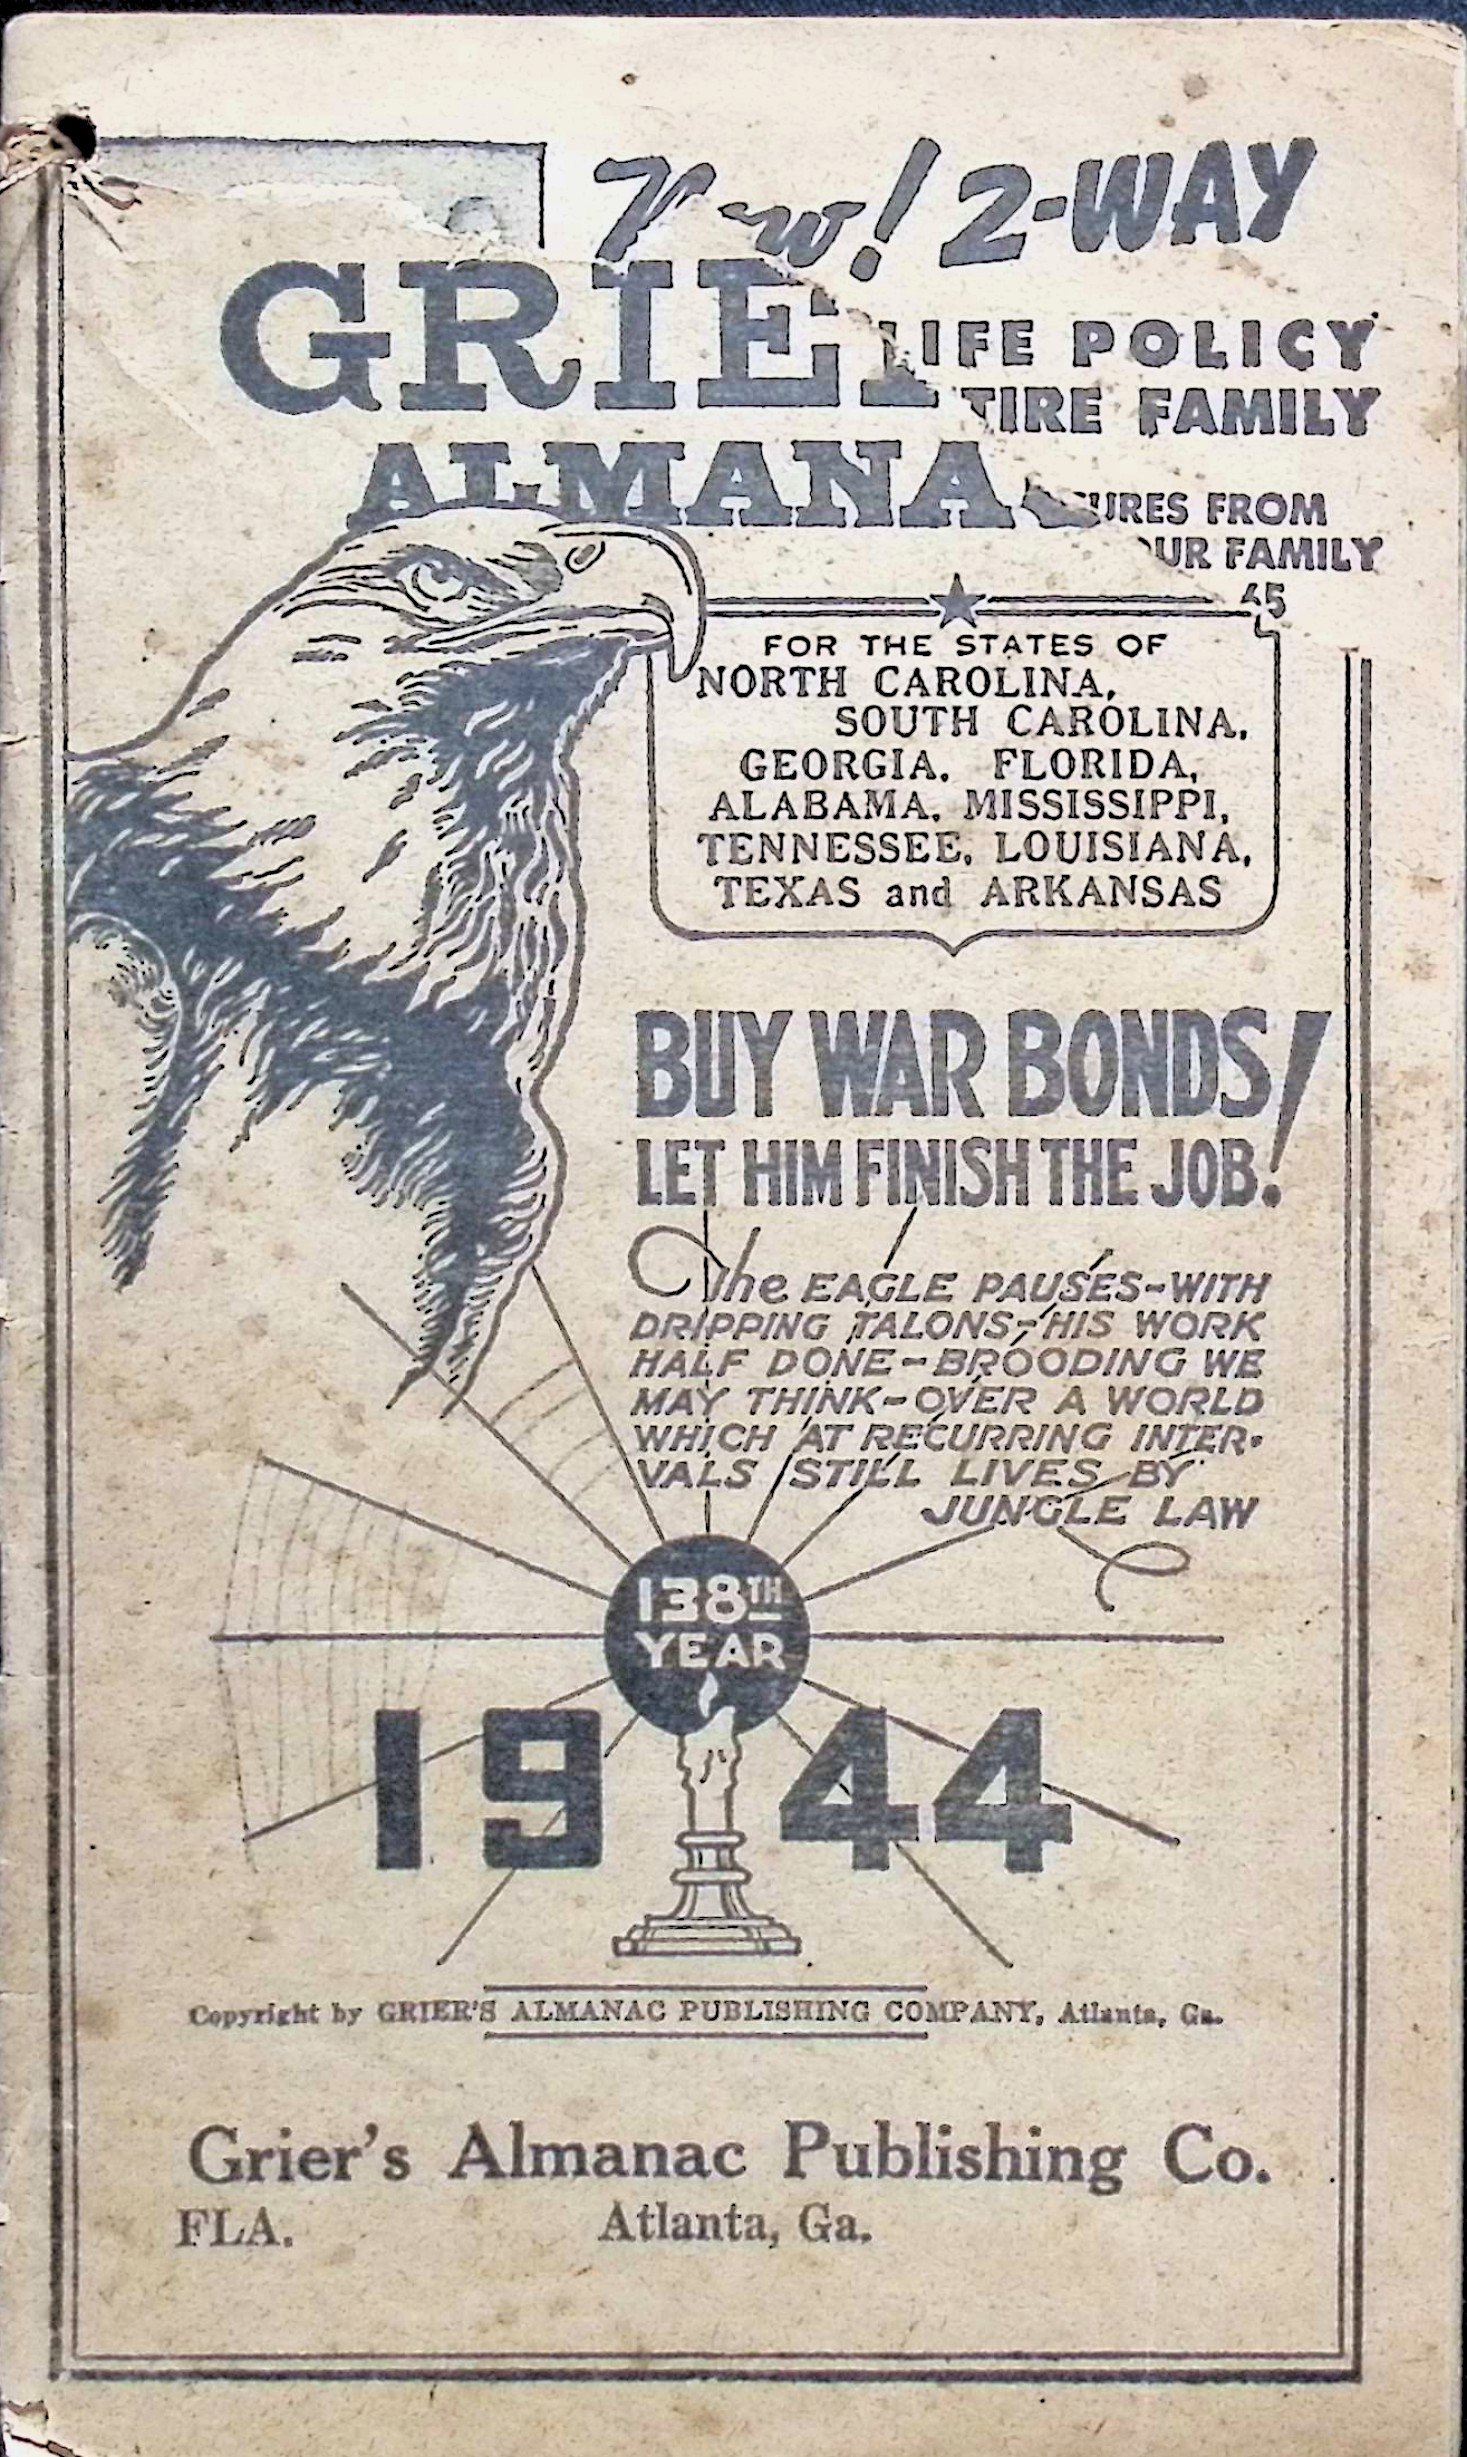 2-WAY
GRIE
LIFE POLICY
TIRE FAMILY
ALMANA
URES FROM
UR FAMILY
45
FOR THE STATES OF
NORTH CAROLINA,
SOUTH CAROLINA,
GEORGIA, FLORIDA,
ALABAMA, MISSISSIPPI,
TENNESSEE, LOUISIANA,
TEXAS and ARKANSAS
BUY WAR BONDS!
LET HIM FINISH THE JOB!
The EAGLE PAUSES-WITH
DRIPPING TALONS-HIS WORK
HALF DONE-BROODING WE
MAY THINK-OVER A WORLD
WHICH AT RECURRING INTER-
VALS STILL LIVES BY
JUNGLE LAW
138TH
YEAR
1944
Copyright by GRIER'S ALMANAC PUBLISHING COMPANY, Atlanta, Ga.
Grier's Almanac Publishing Co.
FLA. Atlanta, Ga.